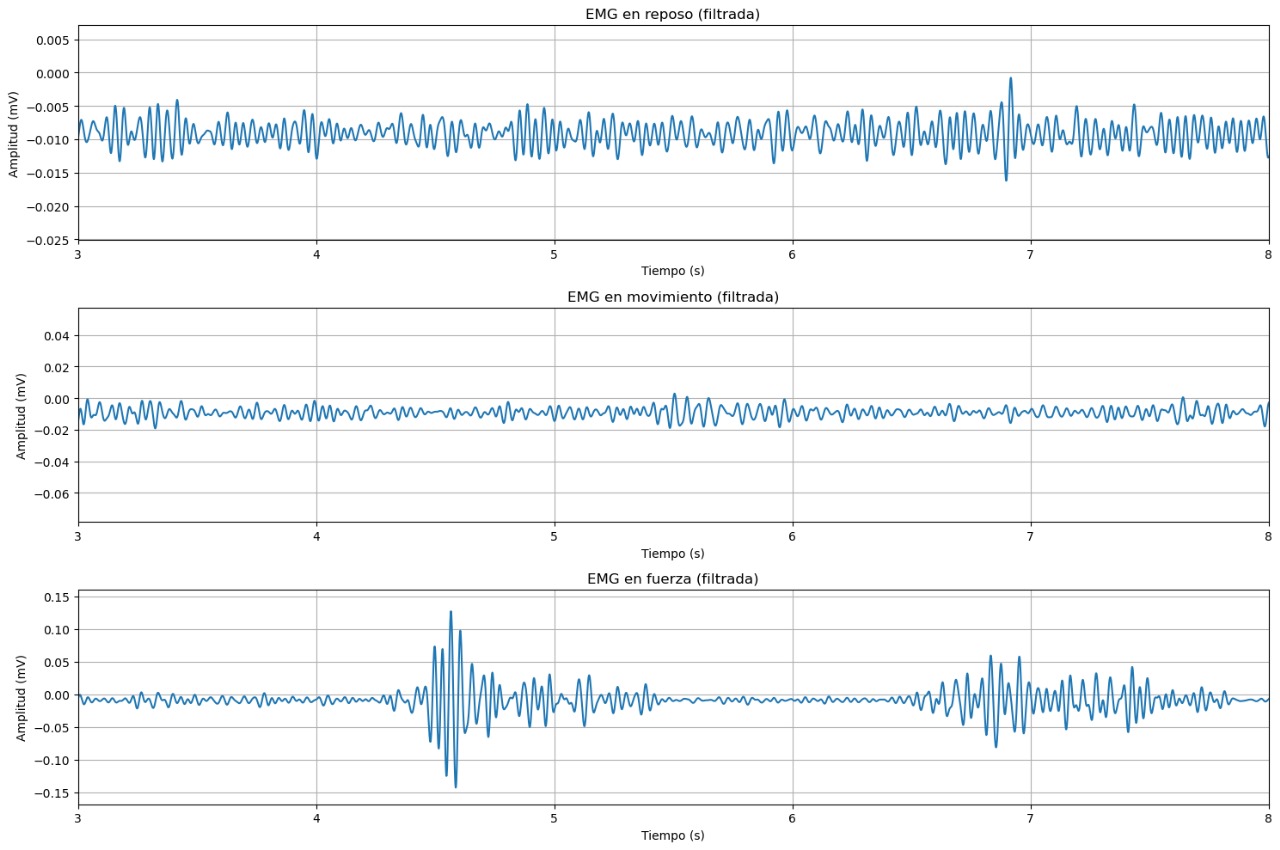 EMG en reposo (filtrada)
0.005
0.000
−0.005
−0.010
−0.015
−0.020
−0.025
Amplitud (mV)
3 4 5 6 7 8
Tiempo (s)
EMG en movimiento (filtrada)
0.04
0.02
0.00
−0.02
−0.04
−0.06
Amplitud (mV)
3 4 5 6 7 8
Tiempo (s)
EMG en fuerza (filtrada)
0.15
0.10
0.05
0.00
−0.05
−0.10
−0.15
Amplitud (mV)
3 4 5 6 7 8
Tiempo (s)